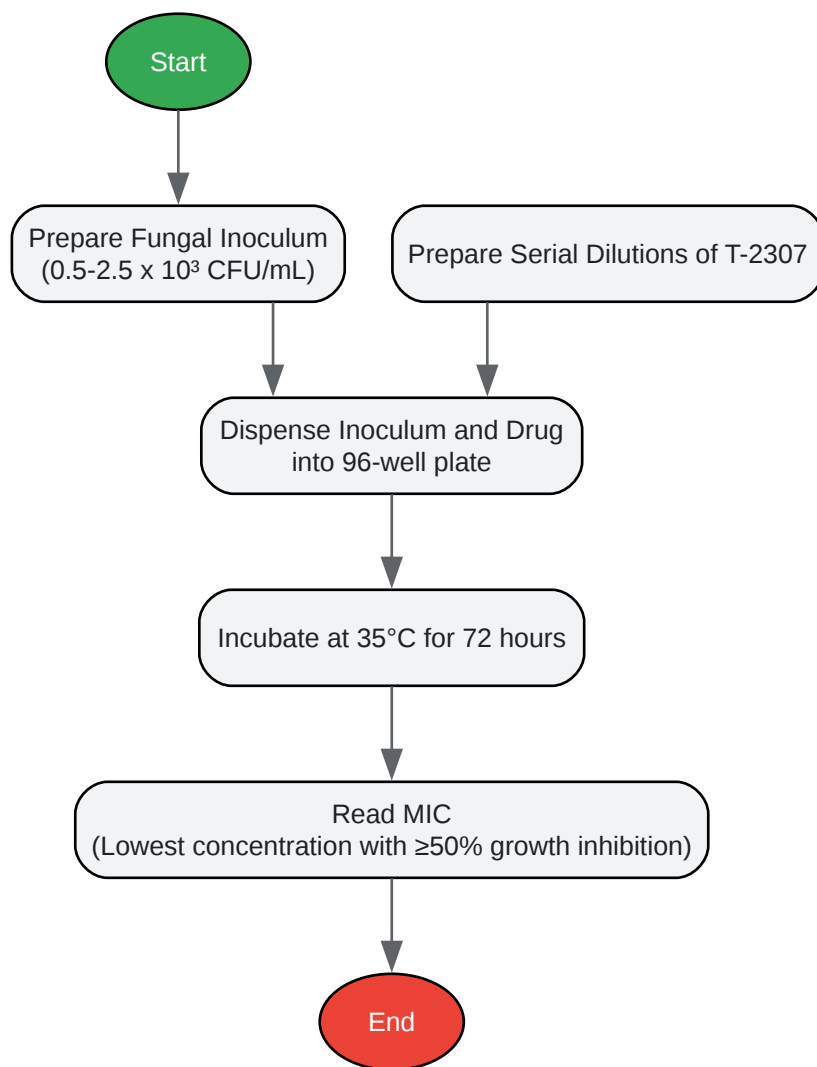 Start
Prepare Fungal Inoculum
(0.5-2.5 x 10³ CFU/mL)
Prepare Serial Dilutions of T-2307
Dispense Inoculum and Drug
into 96-well plate
Incubate at 35°C for 72 hours
Read MIC
(Lowest concentration with ≥50% growth inhibition)
End